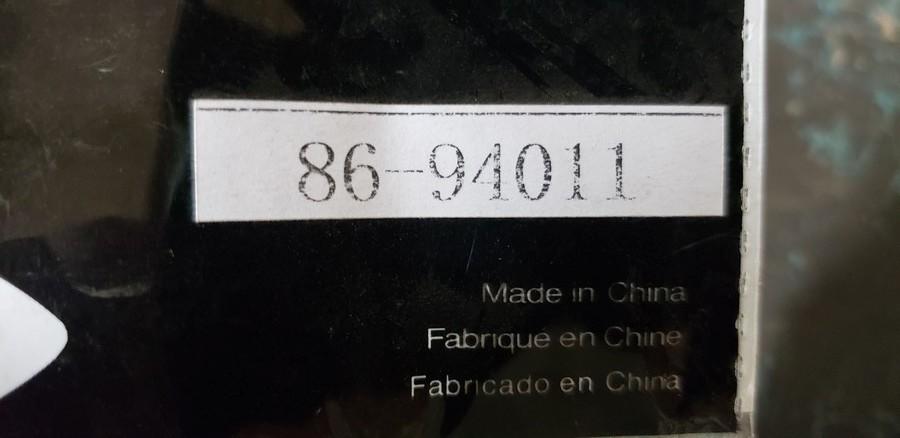 86-94011
Made in China
Fabrique en Chine
Fabricado en China